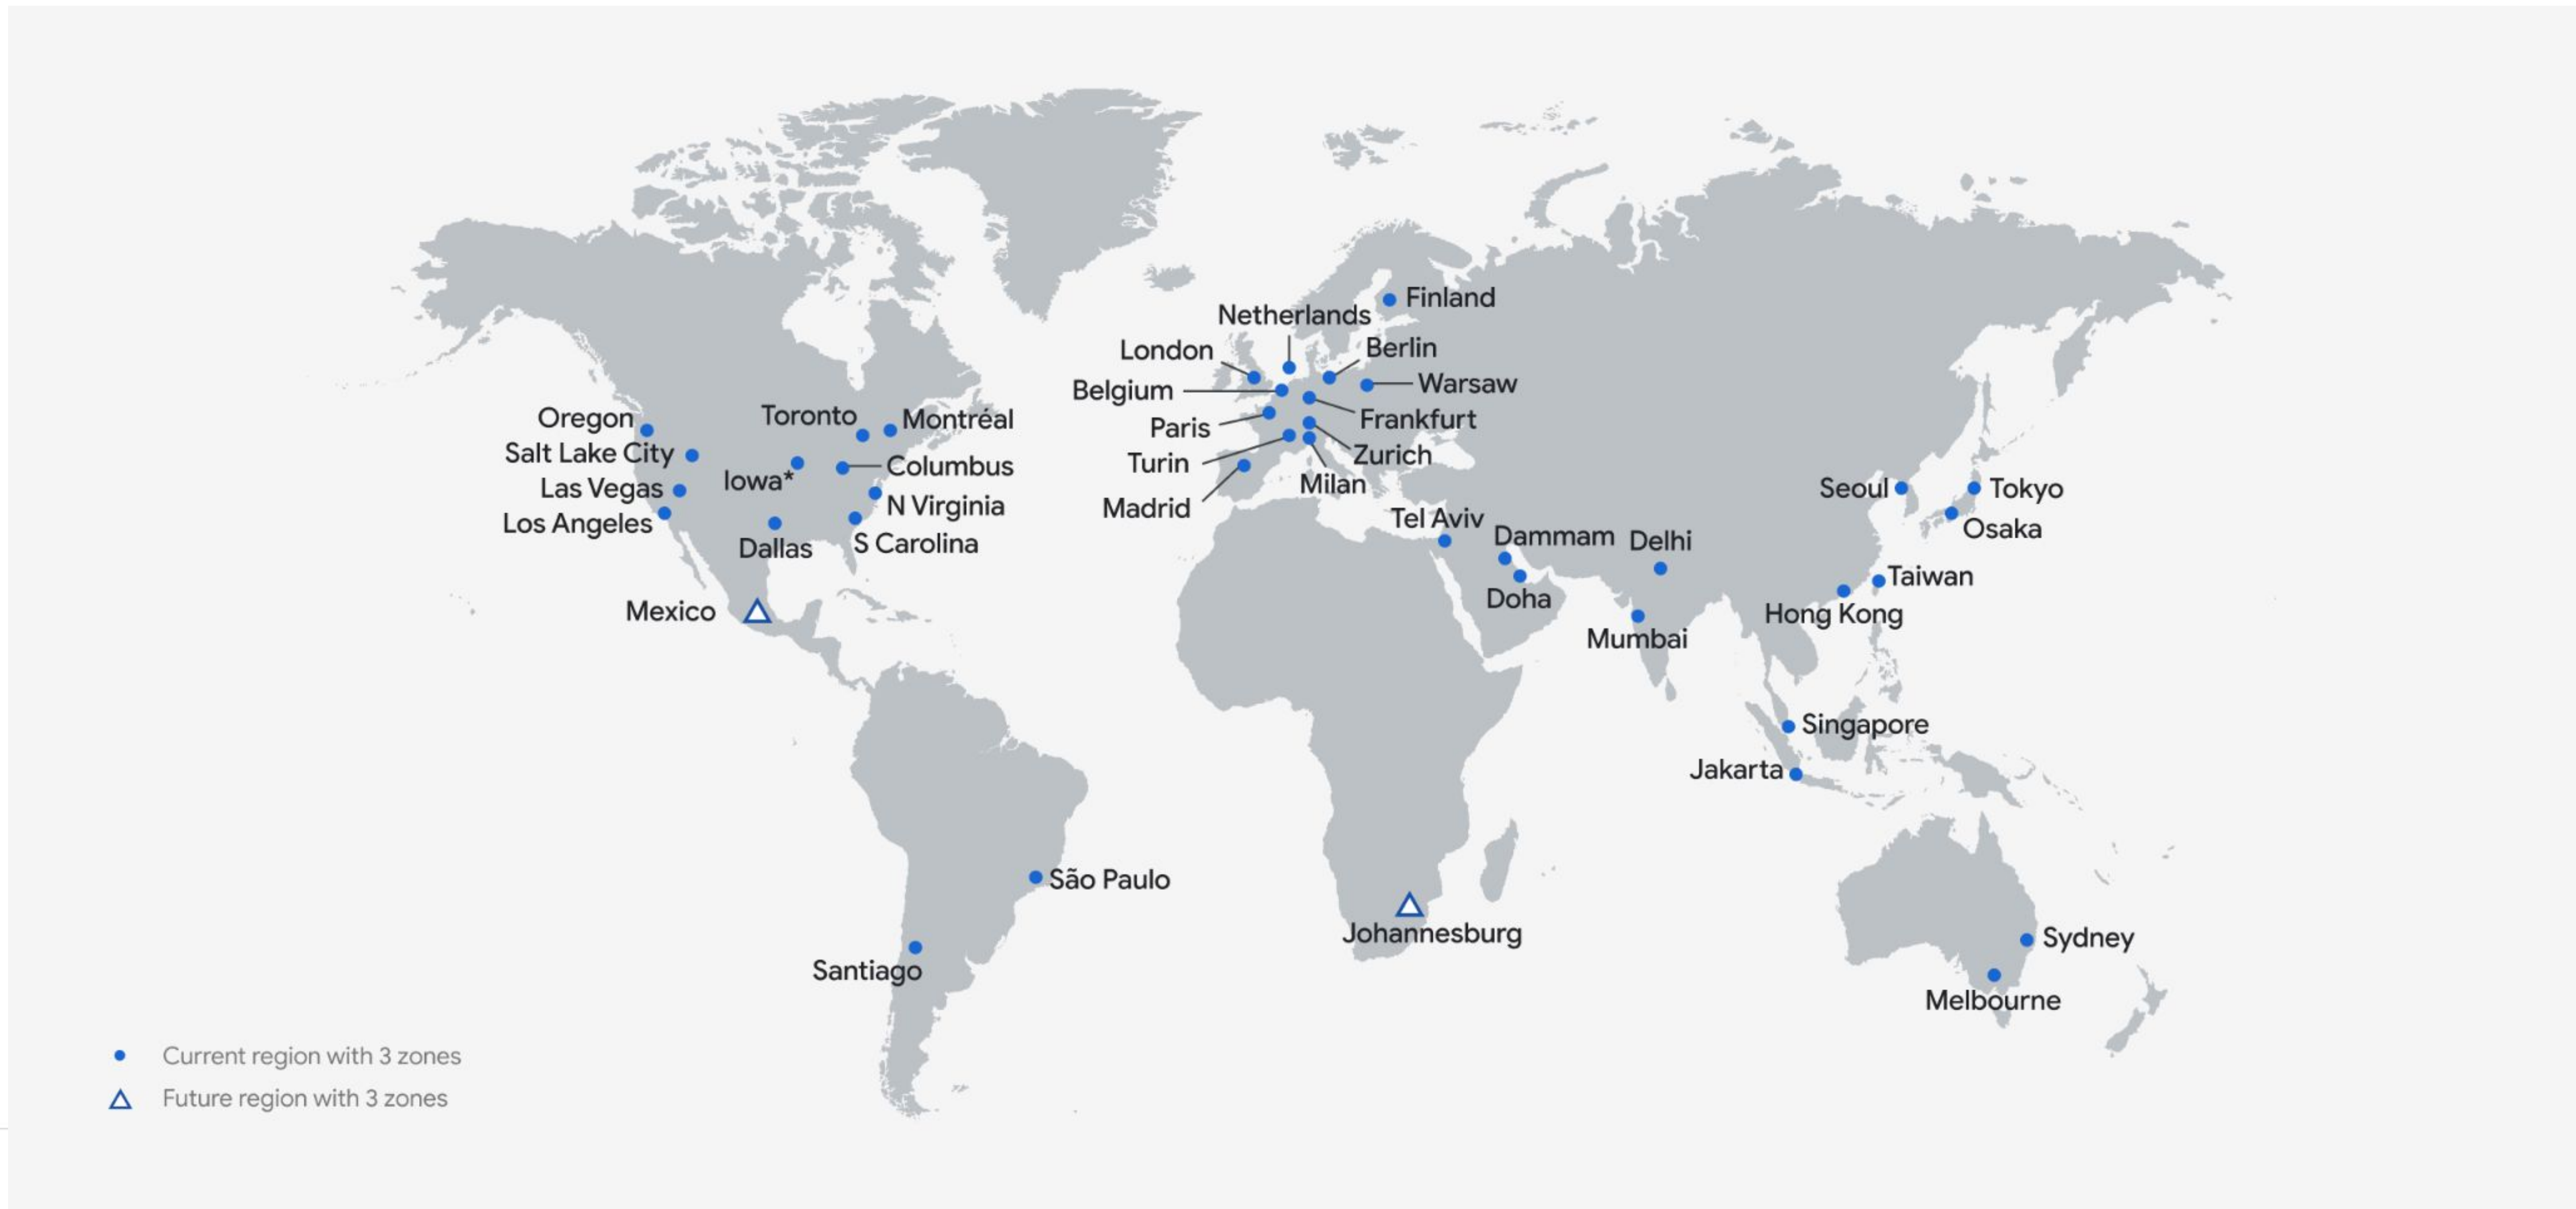 Finland
Netherlands
London
Berlin
Belgium
Warsaw
Paris
Frankfurt
Turin
Zurich
Milan
Madrid
Oregon
Toronto
Montréal
Salt Lake City
Iowa*
Columbus
Las Vegas
N Virginia
Los Angeles
Dallas
S Carolina
Mexico
Tel Aviv
Dammam
Delhi
Doha
Mumbai
Seoul
Tokyo
Osaka
Taiwan
Hong Kong
Singapore
Jakarta
São Paulo
Santiago
Johannesburg
Sydney
Melbourne
Current region with 3 zones
Future region with 3 zones